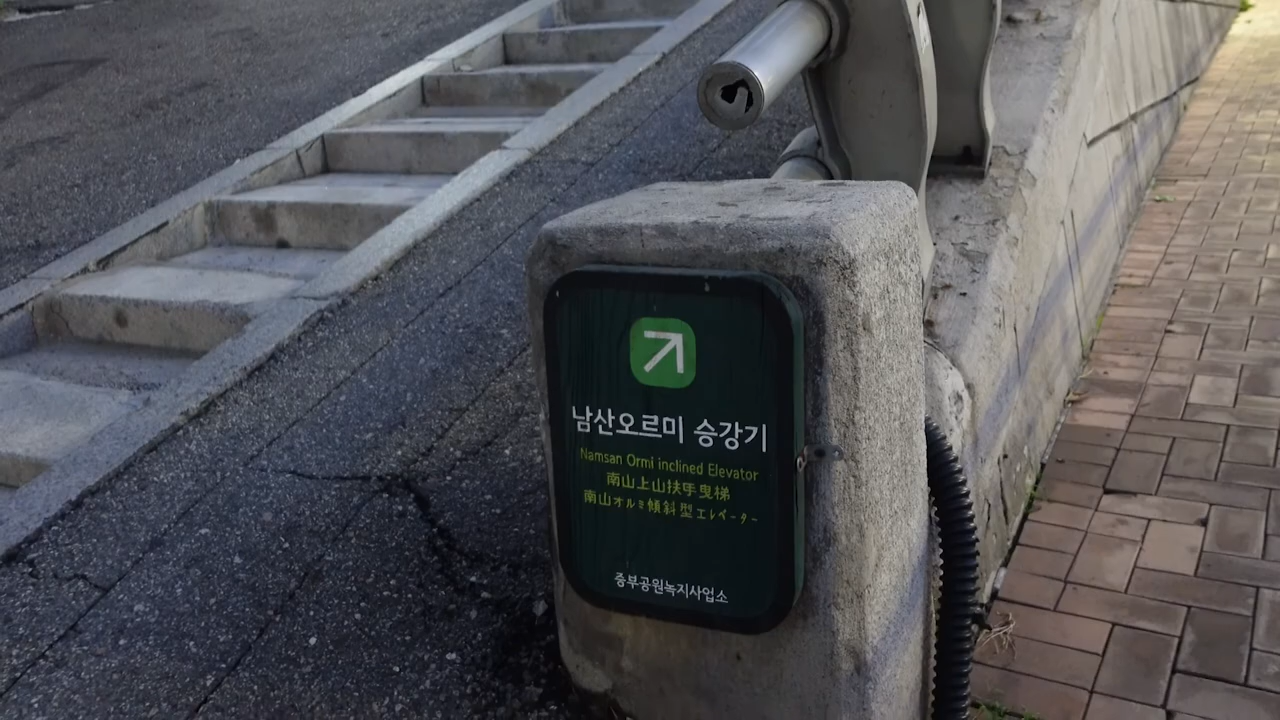 남산오르미 승강기
Namsan Ormi inclined Elevator
南山上山扶手曳梯
南山オルミ傾斜型エレベーター
중부공원녹지사업소